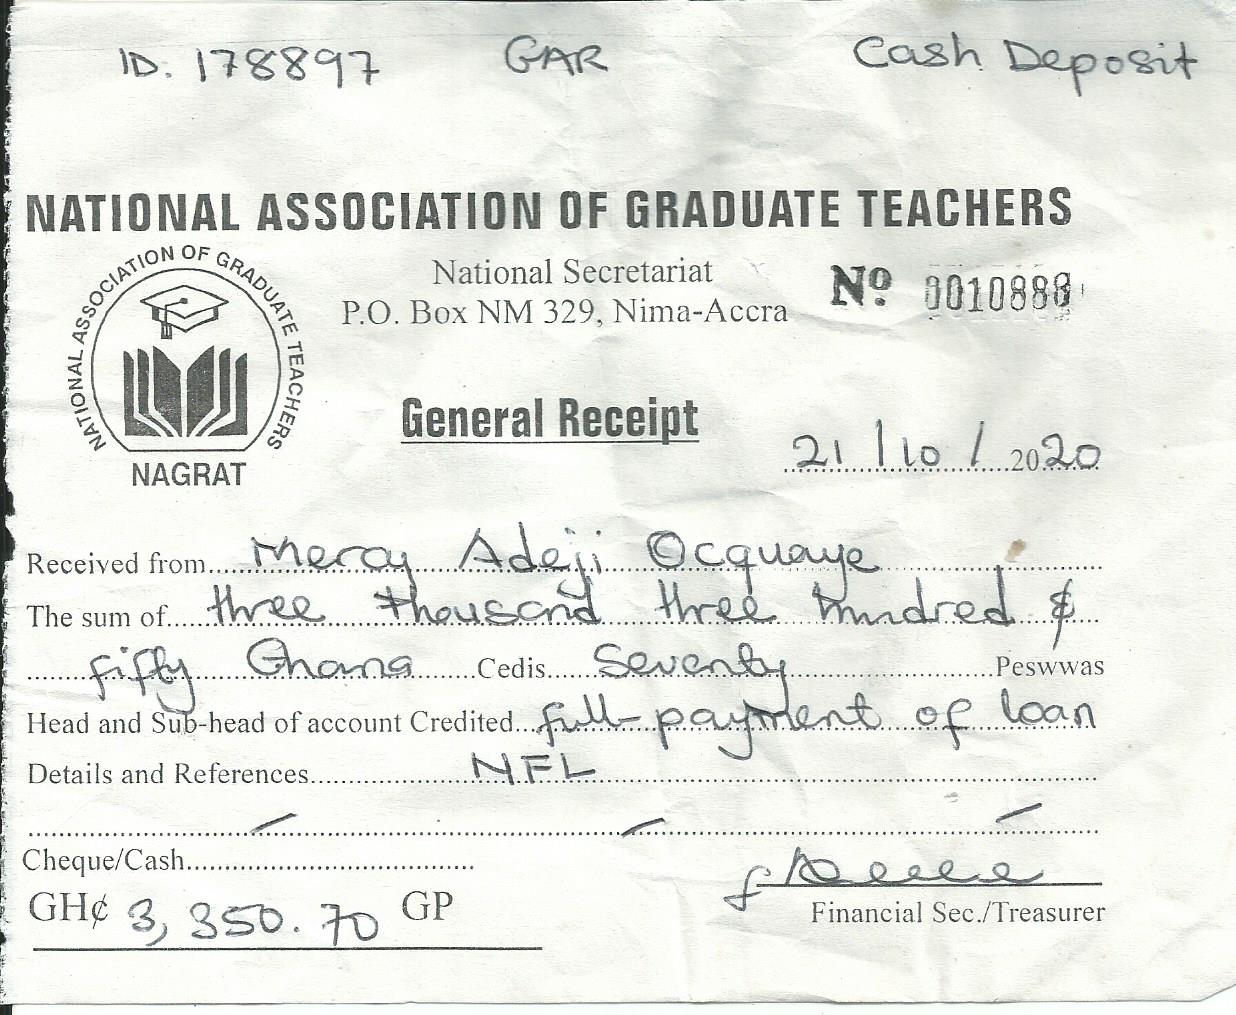 ID. 178897 GAR Cash Deposit
NATIONAL ASSOCIATION OF GRADUATE TEACHERS
NATIONAL ASSOCIATION OF GRADUATE TEACHERS
NAGRAT
National Secretariat
P.O. Box NM 329, Nima-Accra
Nº 0010888
General Receipt
21/10/2020
Received from Mercy Adeji Ocquaye
The sum of three thousand three hundred &
fifty Ghana Cedis Seventy Peswwas
Head and Sub-head of account Credited full payment of loan
Details and References NFL
Cheque/Cash
GH¢ 3,350.70 GP
Financial Sec./Treasurer